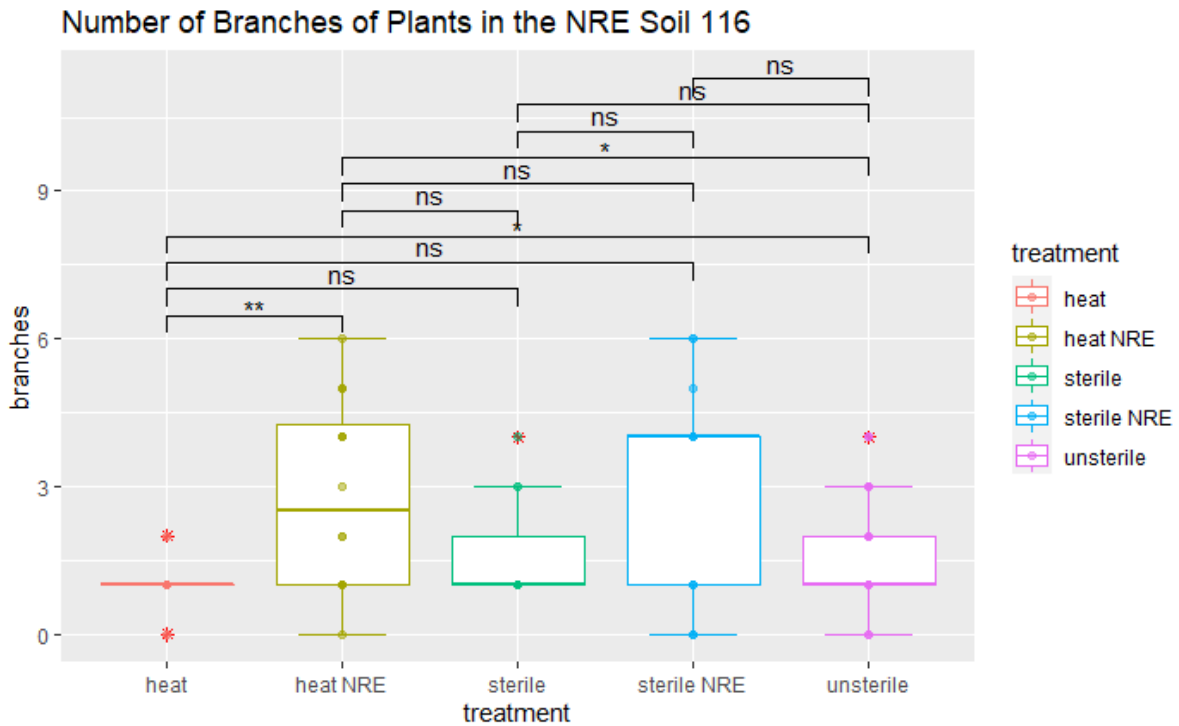 Number of Branches of Plants in the NRE Soil 116
ns
ns
ns
*
ns
ns
*
ns
ns
**
9
6
3
0
branches
heat
heat NRE
sterile
sterile NRE
unsterile
treatment
treatment
heat
heat NRE
sterile
sterile NRE
unsterile